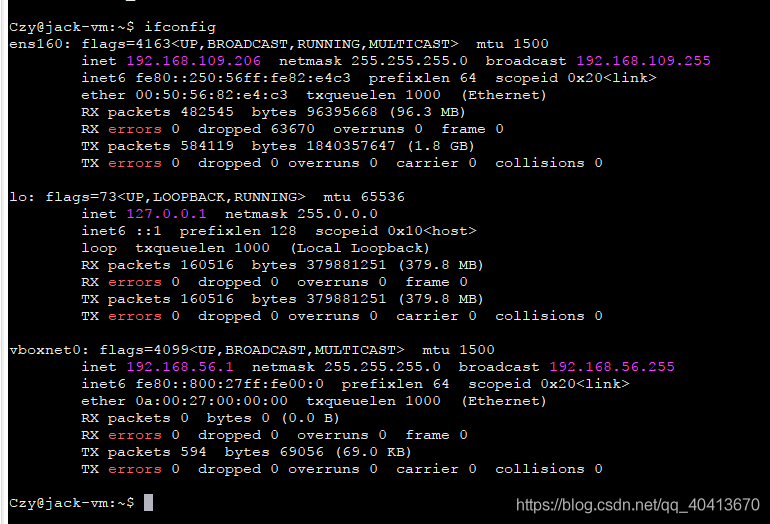 Czy@jack-vm:~$ ifconfig
ens160: flags=4163<UP,BROADCAST,RUNNING,MULTICAST>  mtu 1500
        inet 192.168.109.206  netmask 255.255.255.0  broadcast 192.168.109.255
        inet6 fe80::250:56ff:fe82:e4c3  prefixlen 64  scopeid 0x20<link>
        ether 00:50:56:82:e4:c3  txqueuelen 1000  (Ethernet)
        RX packets 482545  bytes 96395668 (96.3 MB)
        RX errors 0  dropped 63670  overruns 0  frame 0
        TX packets 584119  bytes 1840357647 (1.8 GB)
        TX errors 0  dropped 0 overruns 0  carrier 0  collisions 0

lo: flags=73<UP,LOOPBACK,RUNNING>  mtu 65536
        inet 127.0.0.1  netmask 255.0.0.0
        inet6 ::1  prefixlen 128  scopeid 0x10<host>
        loop  txqueuelen 1000  (Local Loopback)
        RX packets 160516  bytes 379881251 (379.8 MB)
        RX errors 0  dropped 0  overruns 0  frame 0
        TX packets 160516  bytes 379881251 (379.8 MB)
        TX errors 0  dropped 0 overruns 0  carrier 0  collisions 0

vboxnet0: flags=4099<UP,BROADCAST,MULTICAST>  mtu 1500
        inet 192.168.56.1  netmask 255.255.255.0  broadcast 192.168.56.255
        inet6 fe80::800:27ff:fe00:0  prefixlen 64  scopeid 0x20<link>
        ether 0a:00:27:00:00:00  txqueuelen 1000  (Ethernet)
        RX packets 0  bytes 0 (0.0 B)
        RX errors 0  dropped 0  overruns 0  frame 0
        TX packets 594  bytes 69056 (69.0 KB)
        TX errors 0  dropped 0 overruns 0  carrier 0  collisions 0

Czy@jack-vm:~$
https://blog.csdn.net/qq_40413670